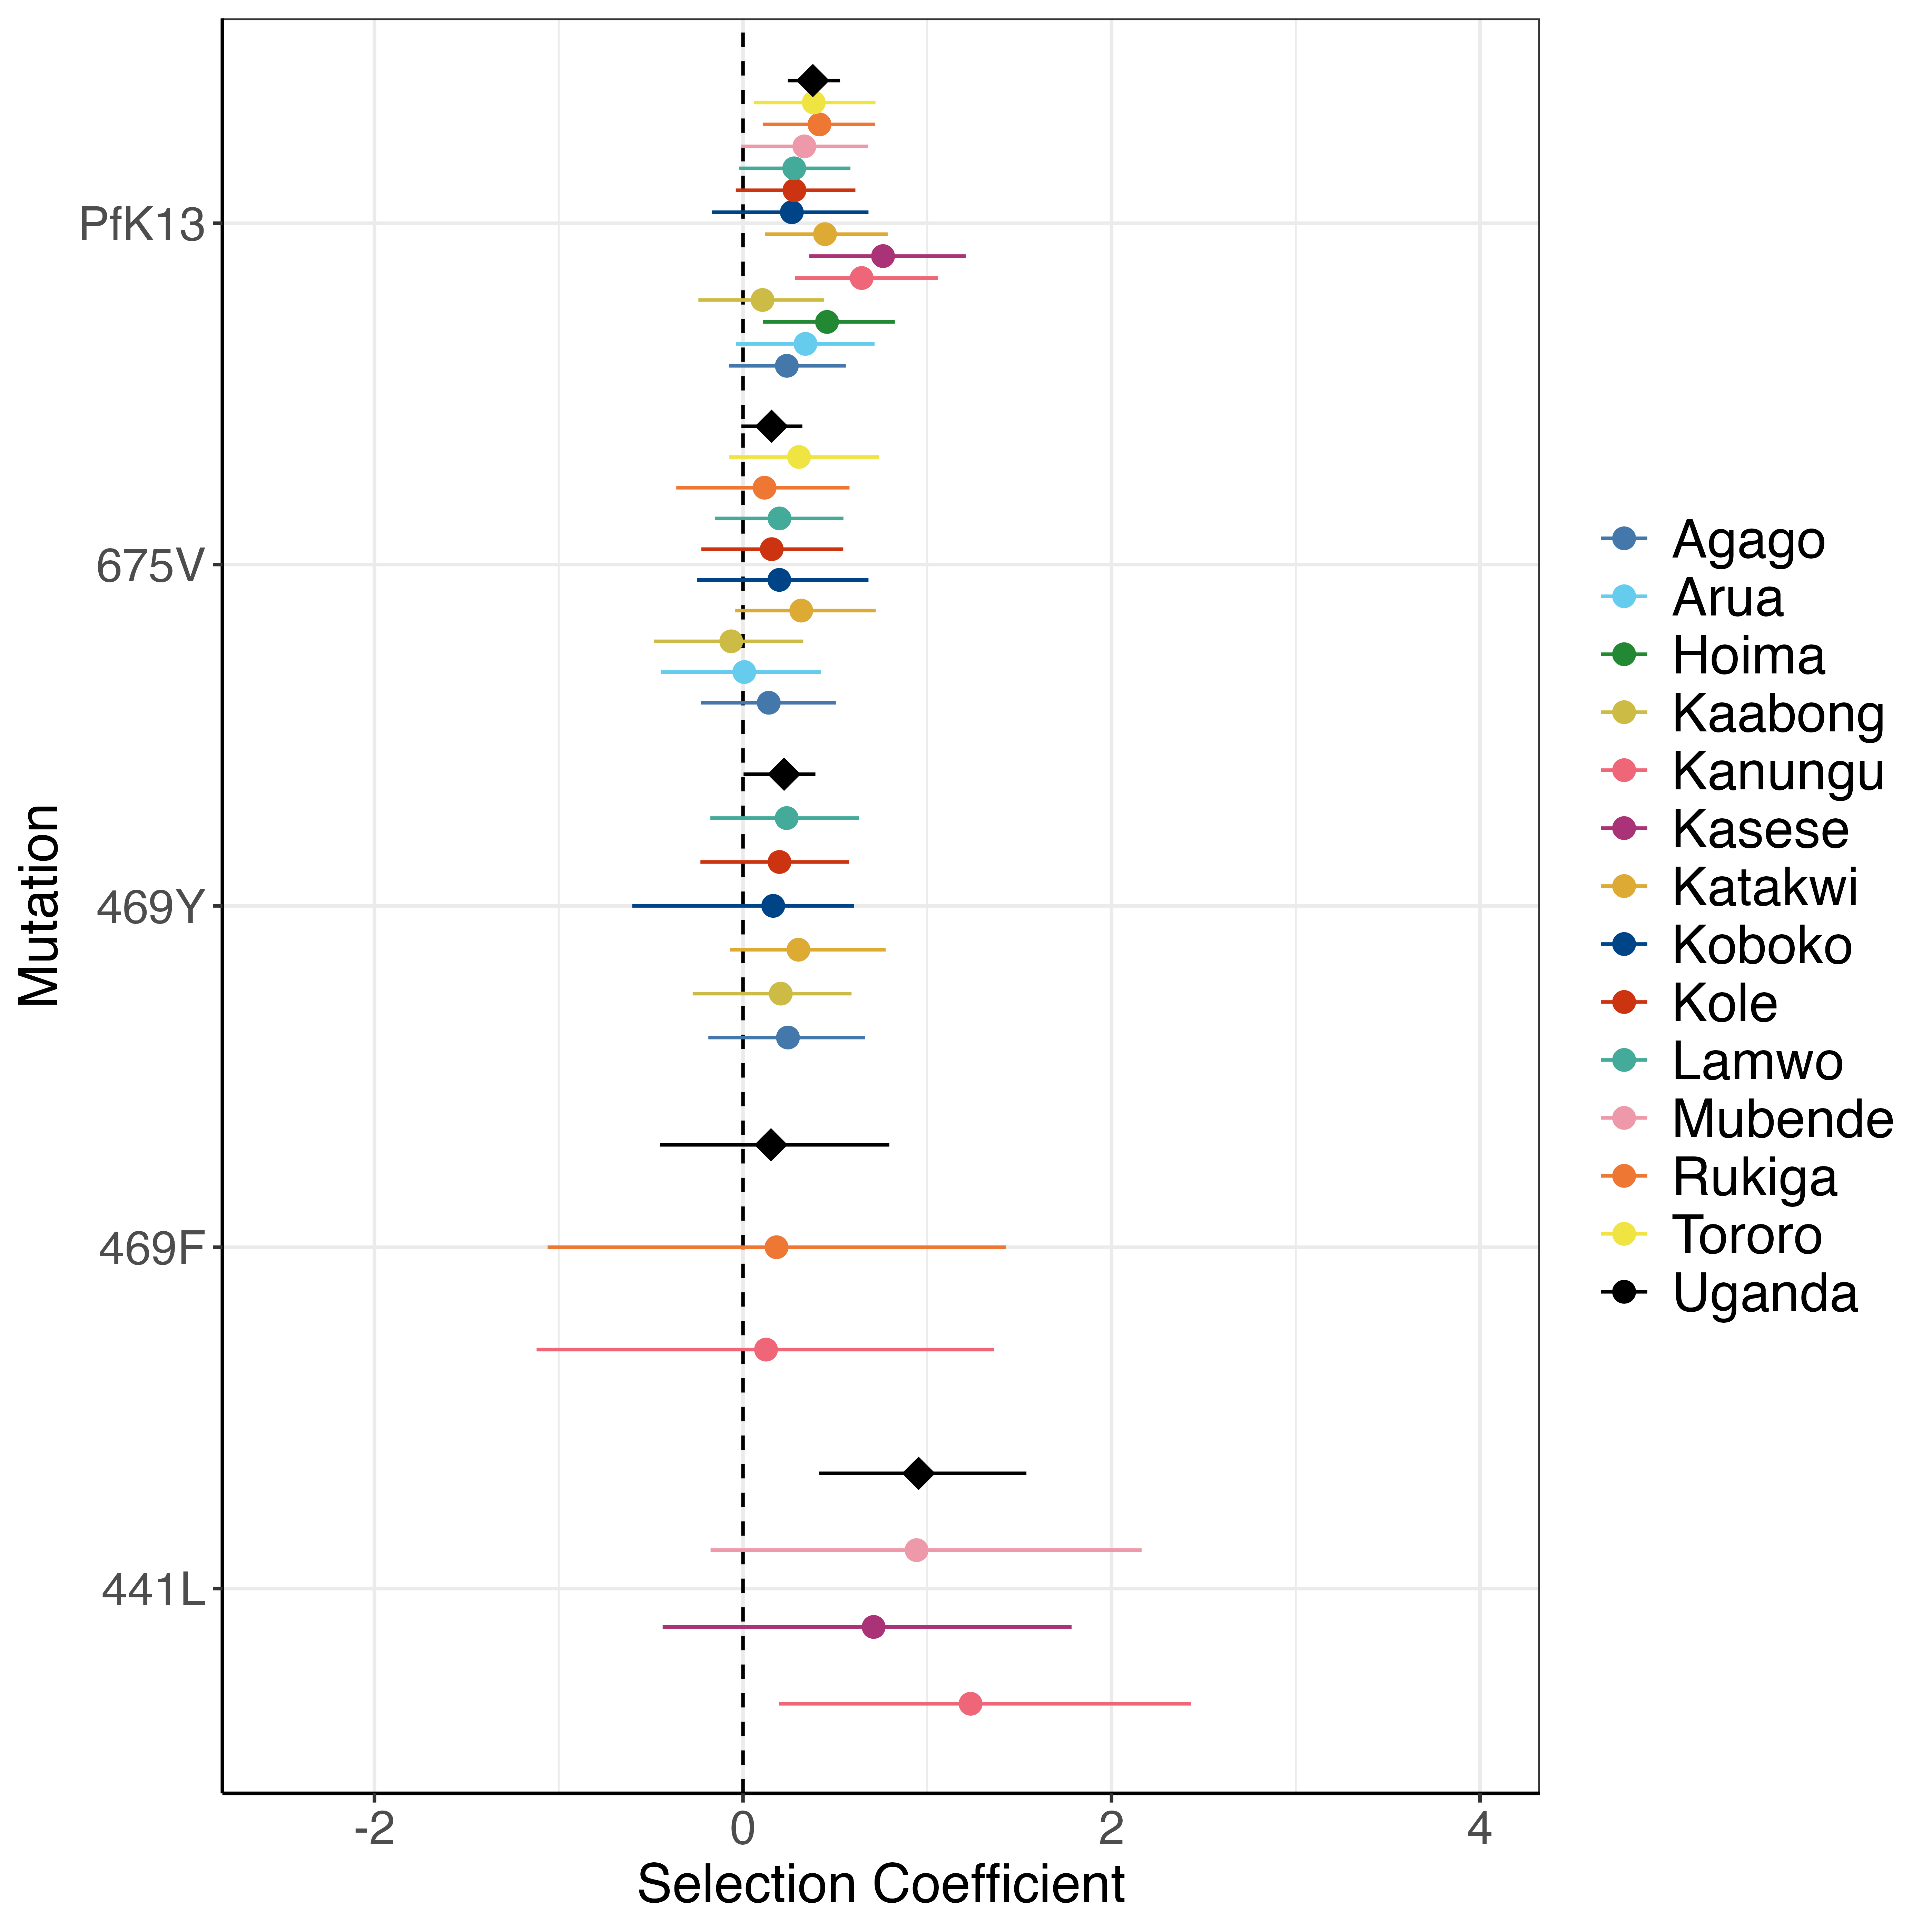 Mutation
PfK13
675V
469Y
469F
441L
-2
0
2
4
Selection Coefficient
Agago
Arua
Hoima
Kaabong
Kanungu
Kasese
Katakwi
Koboko
Kole
Lamwo
Mubende
Rukiga
Tororo
Uganda